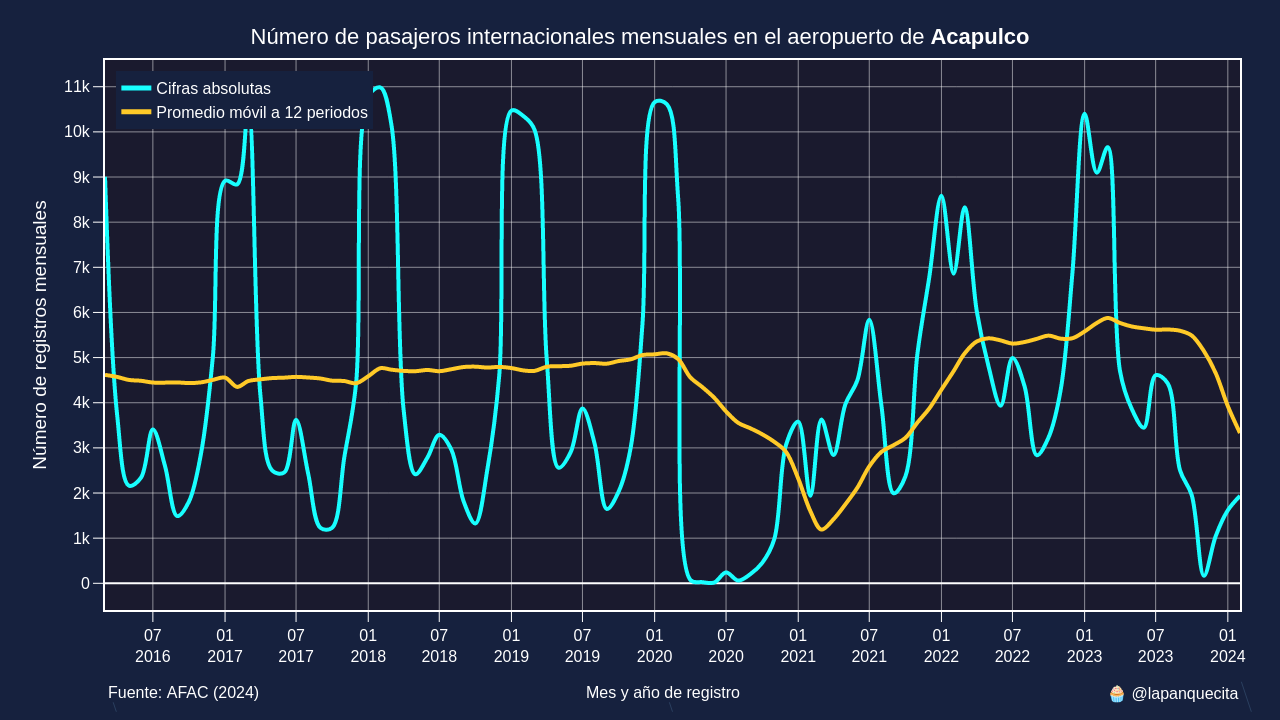 Número de pasajeros internacionales mensuales en el aeropuerto de Acapulco
Cifras absolutas
Promedio móvil a 12 periodos
Número de registros mensuales
11k
10k
9k
8k
7k
6k
5k
4k
3k
2k
1k
0
07 01 07 01 07 01 07 01 07 01 07 01 07 01 07 01
2016 2017 2017 2018 2018 2019 2019 2020 2020 2021 2021 2022 2022 2023 2023 2024
Fuente: AFAC (2024) Mes y año de registro 🧁 @lapanquecita